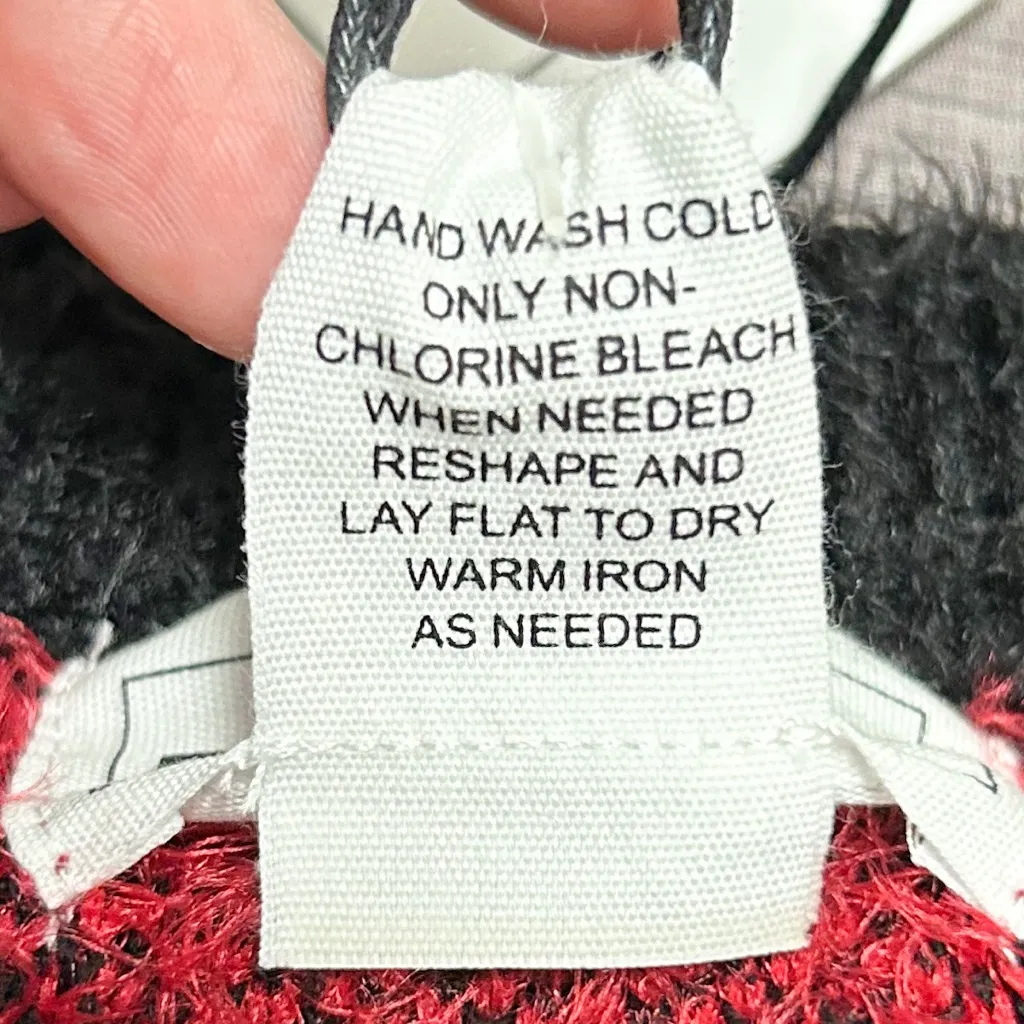 HAND WASH COLD
ONLY NON-
CHLORINE BLEACH
WHEN NEEDED
RESHAPE AND
LAY FLAT TO DRY
WARM IRON
AS NEEDED